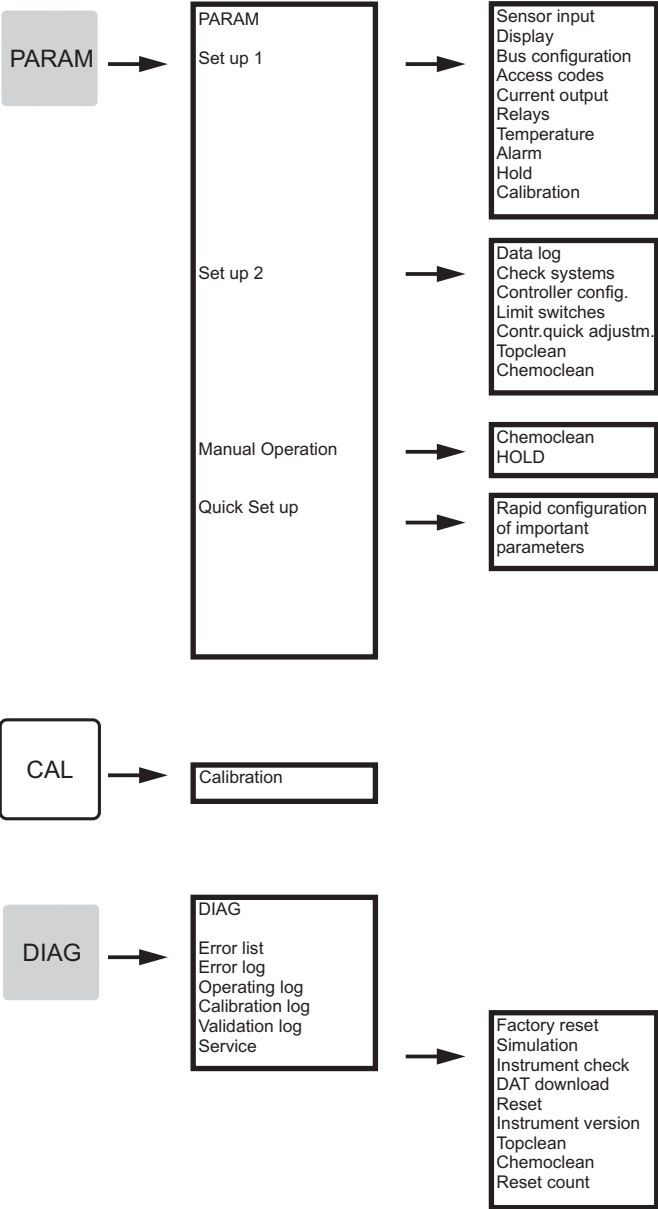 PARAM
PARAM
Set up 1
Sensor input
Display
Bus configuration
Access codes
Current output
Relays
Temperature
Alarm
Hold
Calibration
Set up 2
Data log
Check systems
Controller config.
Limit switches
Contr.quick adjustm.
Topclean
Chemoclean
Manual Operation
Chemoclean
HOLD
Quick Set up
Rapid configuration
of important
parameters
CAL
Calibration
DIAG
DIAG
Error list
Error log
Operating log
Calibration log
Validation log
Service
Factory reset
Simulation
Instrument check
DAT download
Reset
Instrument version
Topclean
Chemoclean
Reset count